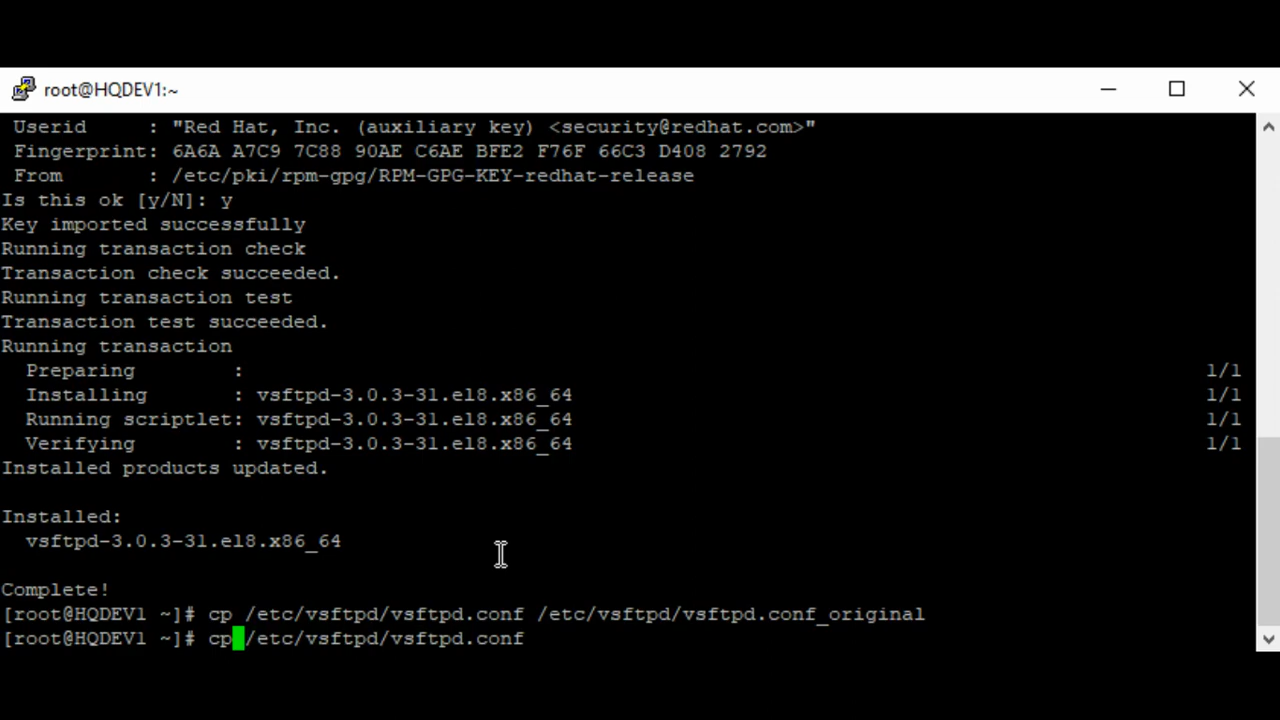 root@HQDEV1:~
Userid     : "Red Hat, Inc. (auxiliary key) <security@redhat.com>"
Fingerprint: 6A6A A7C9 7C88 90AE C6AE BFE2 F76F 66C3 D408 2792
From       : /etc/pki/rpm-gpg/RPM-GPG-KEY-redhat-release
Is this ok [y/N]: y
Key imported successfully
Running transaction check
Transaction check succeeded.
Running transaction test
Transaction test succeeded.
Running transaction
  Preparing        :                                                                               1/1
  Installing       : vsftpd-3.0.3-31.el8.x86_64                                                    1/1
  Running scriptlet: vsftpd-3.0.3-31.el8.x86_64                                                    1/1
  Verifying        : vsftpd-3.0.3-31.el8.x86_64                                                    1/1
Installed products updated.
Installed:
  vsftpd-3.0.3-31.el8.x86_64
Complete!
[root@HQDEV1 ~]# cp /etc/vsftpd/vsftpd.conf /etc/vsftpd/vsftpd.conf_original
[root@HQDEV1 ~]# cp /etc/vsftpd/vsftpd.conf